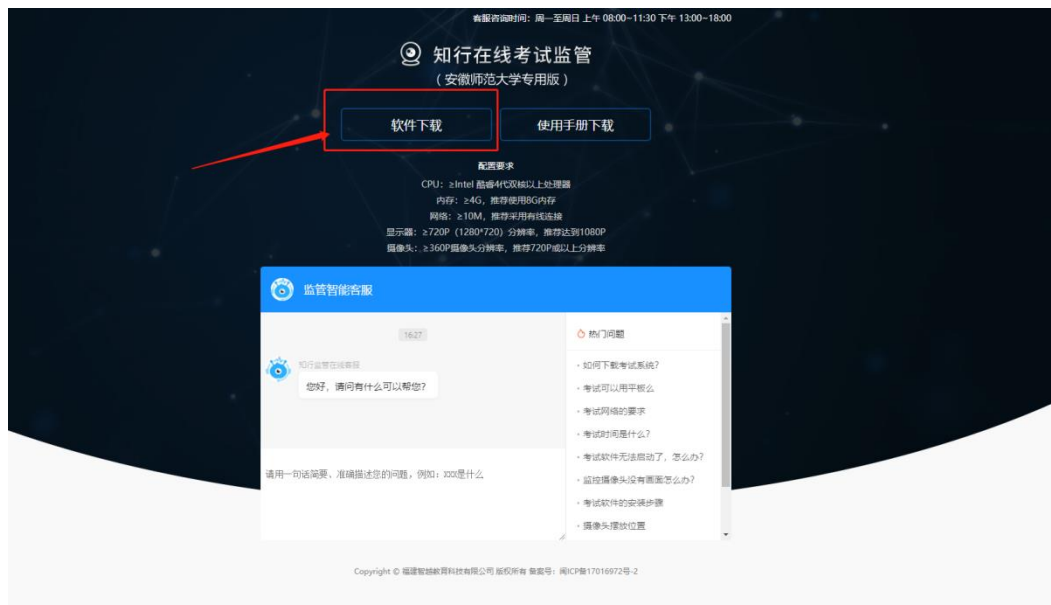 客服咨询时间：周一至周日 上午 08:00~11:30 下午 13:00~18:00
知行在线考试监管
（安徽师范大学专用版）
软件下载
使用手册下载
配置要求
CPU：≥Intel 酷睿4代双核以上处理器
内存：≥4G，推荐使用8G内存
网络：≥10M，推荐采用有线连接
显示器：≥720P（1280*720）分辨率，推荐达到1080P
摄像头：≥360P摄像头分辨率，推荐720P或以上分辨率
监管智能客服
16:27
知行监管在线客服
您好，请问有什么可以帮您？
请用一句话简要、准确描述您的问题，例如：xxx是什么
热门问题
· 如何下载考试系统？
· 考试可以用平板么
· 考试网络的要求
· 考试时间是什么？
· 考试软件无法启动了，怎么办？
· 监控摄像头没有画面怎么办？
· 考试软件的安装步骤
· 摄像头摆放位置
Copyright © 福建智越教育科技有限公司 版权所有 备案号：闽ICP备17016972号-2